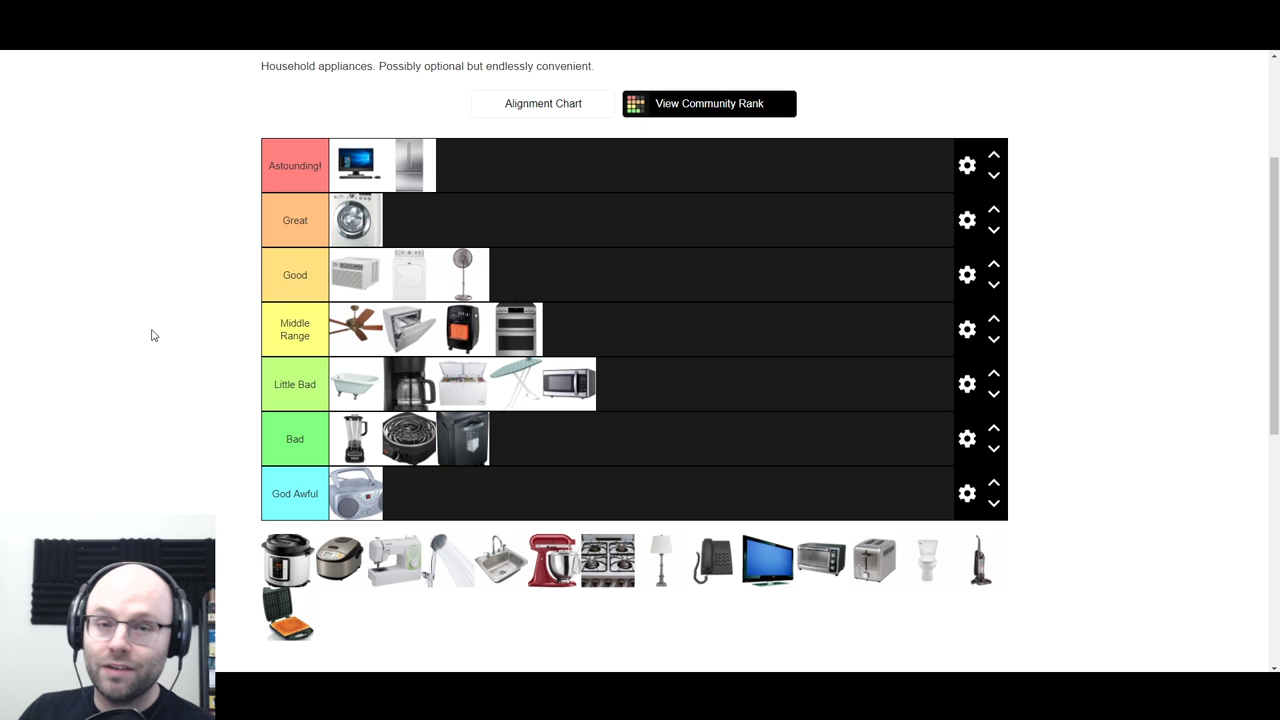 Household appliances. Possibly optional but endlessly convenient.
Alignment Chart
View Community Rank
Astounding!
Great
Good
Middle
Range
Little Bad
Bad
God Awful